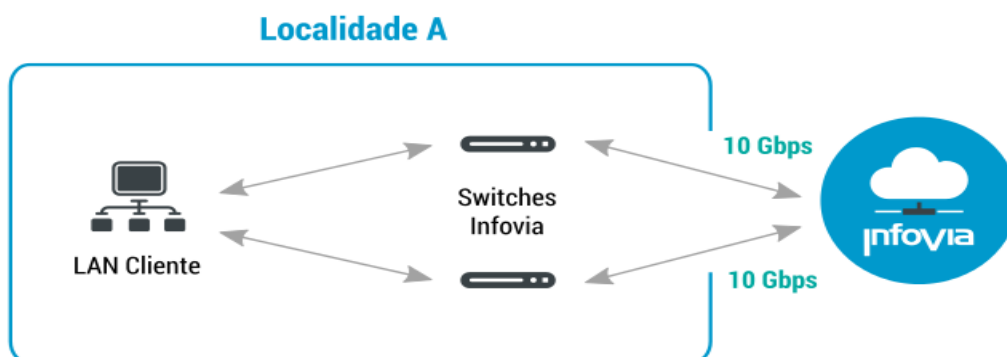 Localidade A
10 Gbps
Switches
Infovia
LAN Cliente
10 Gbps
infovia